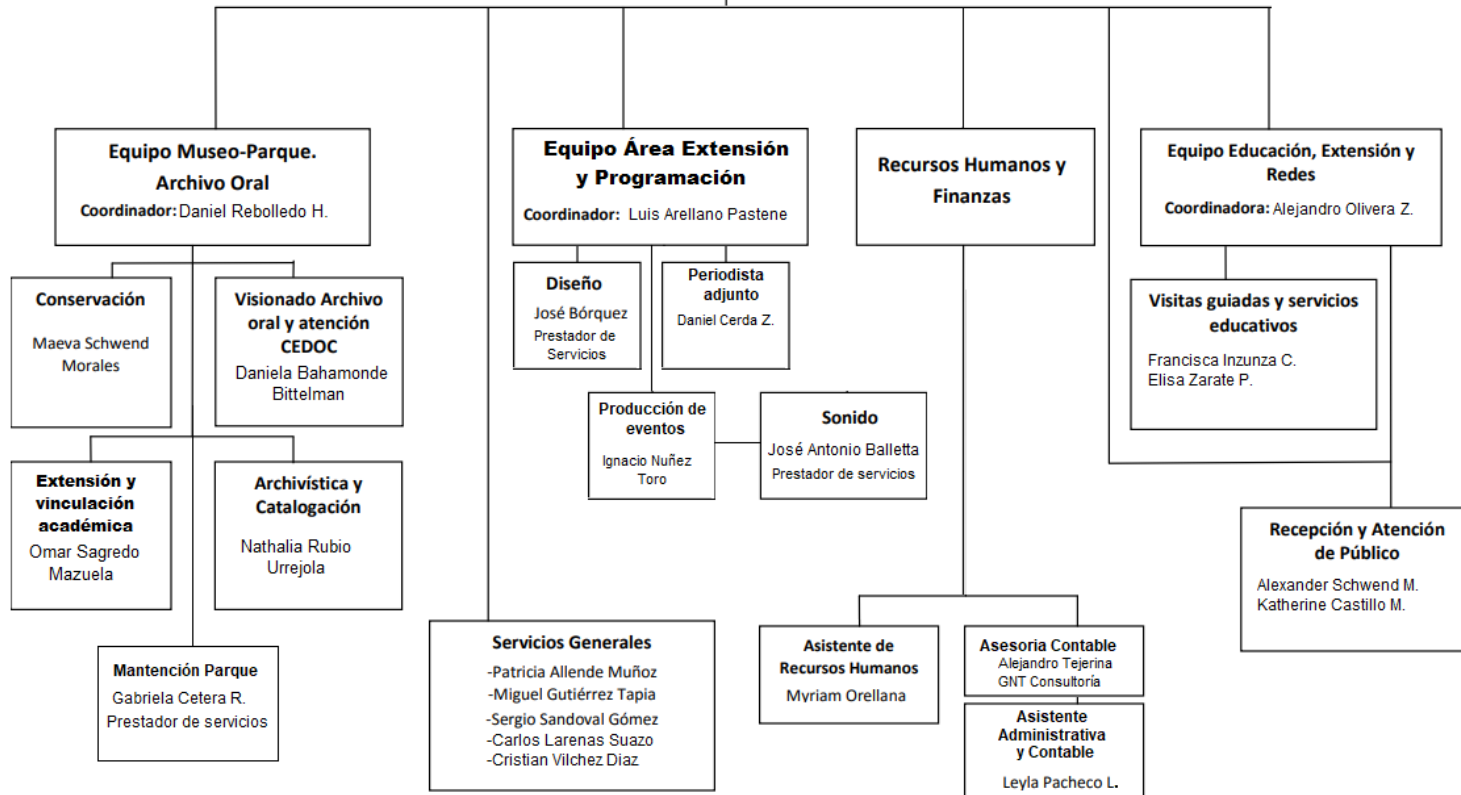 Equipo Museo-Parque.
Archivo Oral
Coordinador: Daniel Rebolledo H.
Equipo Área Extensión
y Programación
Coordinador: Luis Arellano Pastene
Recursos Humanos y
Finanzas
Equipo Educación, Extensión y
Redes
Coordinadora: Alejandro Olivera Z.
Conservación
Maeva Schwend
Morales
Visionado Archivo
oral y atención
CEDOC
Daniela Bahamonde
Bittelman
Diseño
José Bórquez
Prestador de
Servicios
Periodista
adjunto
Daniel Cerda Z.
Visitas guiadas y servicios
educativos
Francisca Inzunza C.
Elisa Zarate P.
Producción de
eventos
Ignacio Nuñez
Toro
Sonido
José Antonio Balletta
Prestador de servicios
Extensión y
vinculación
académica
Omar Sagredo
Mazuela
Archivística y
Catalogación
Nathalia Rubio
Urrejola
Recepción y Atención
de Público
Alexander Schwend M.
Katherine Castillo M.
Mantención Parque
Gabriela Cetera R.
Prestador de servicios
Servicios Generales
-Patricia Allende Muñoz
-Miguel Gutiérrez Tapia
-Sergio Sandoval Gómez
-Carlos Larenas Suazo
-Cristian Vilchez Diaz
Asistente de
Recursos Humanos
Myriam Orellana
Asesoria Contable
Alejandro Tejerina
GNT Consultoría
Asistente
Administrativa
y Contable
Leyla Pacheco L.